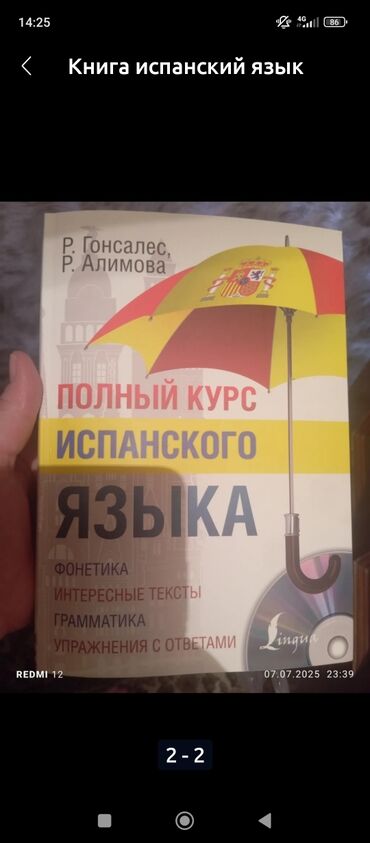 14:25
4G
86
Книга испанский язык
Р. Гонсалес,
Р. Алимова
ПОЛНЫЙ КУРС
ИСПАНСКОГО
ЯЗЫКА
ФОНЕТИКА
ИНТЕРЕСНЫЕ ТЕКСТЫ
ГРАММАТИКА
УПРАЖНЕНИЯ С ОТВЕТАМИ
Lingua
REDMI 12
07.07.2025 23:39
2 - 2